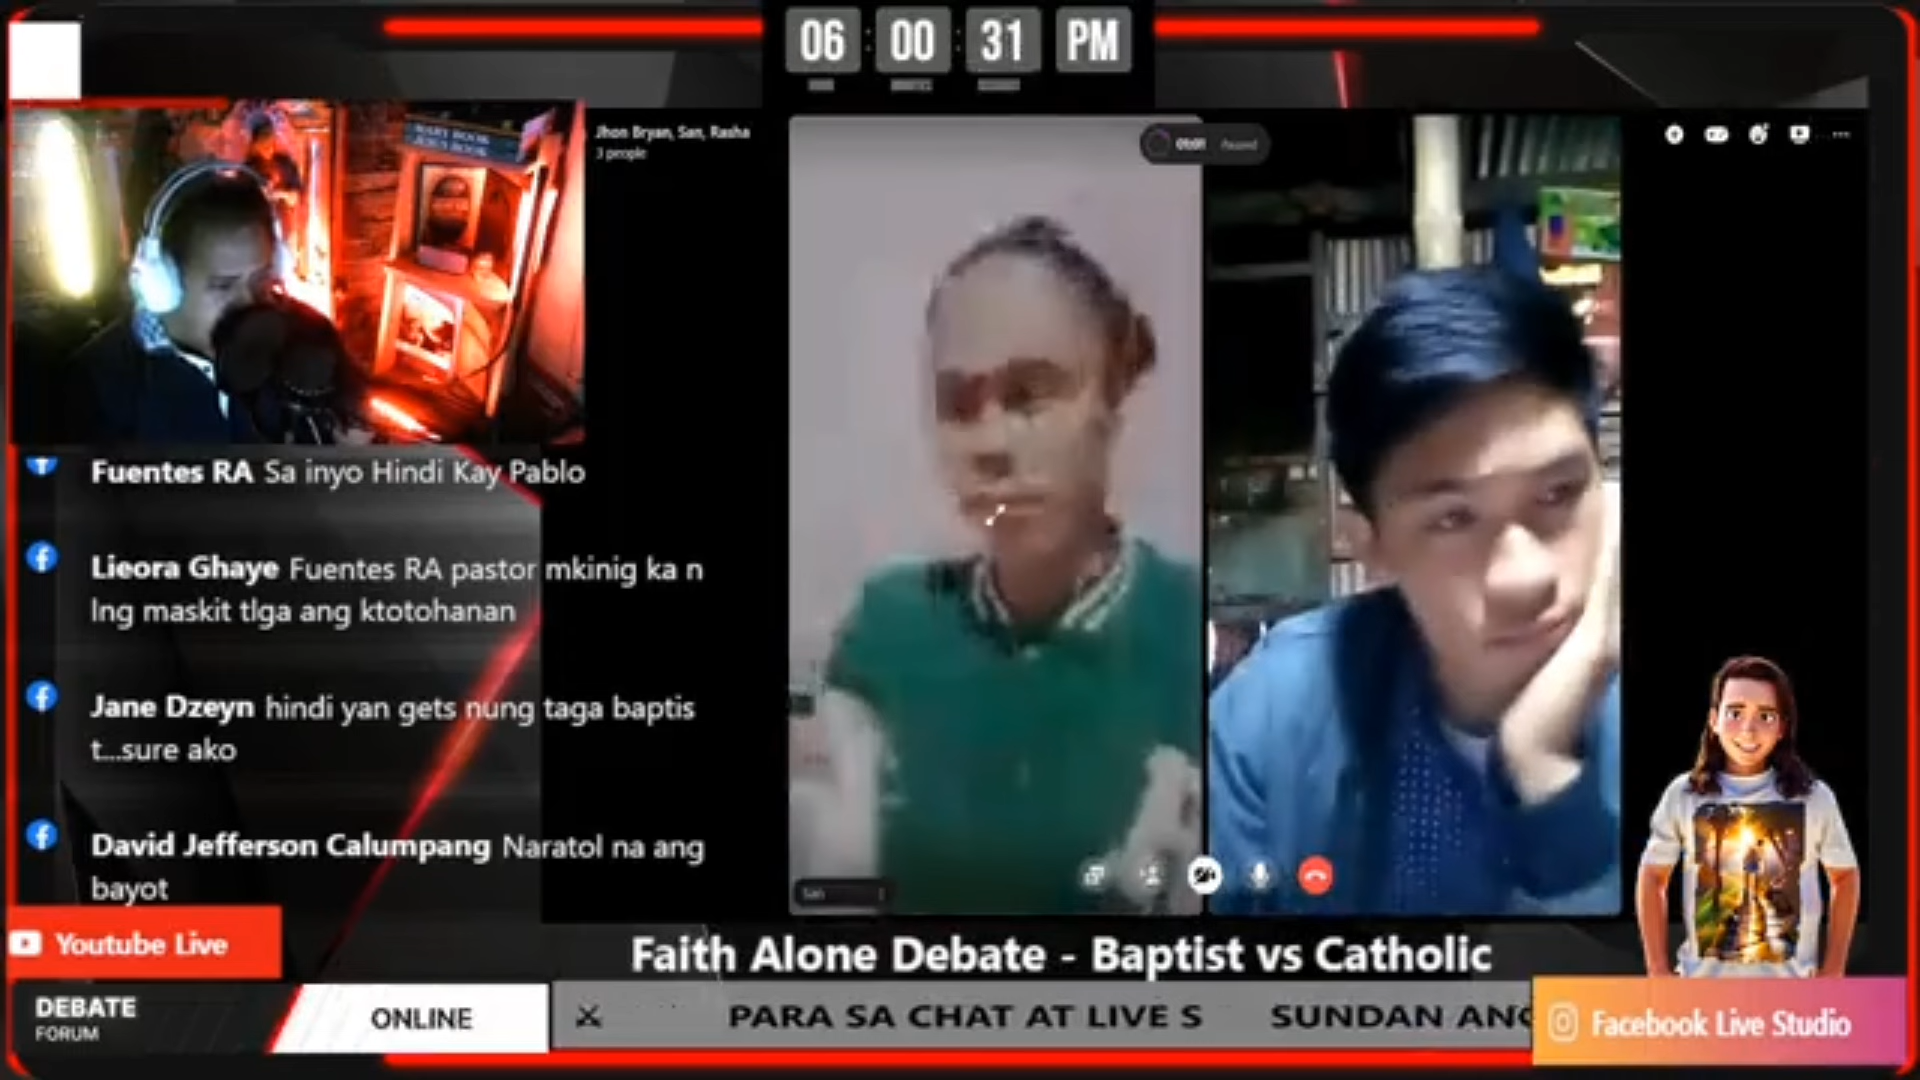 06 : 00 : 31 PM
Jhon Bryan, San, Rasha
3 people
Fuentes RA Sa inyo Hindi Kay Pablo
Lieora Ghaye Fuentes RA pastor mkinig ka n
lng maskit tlga ang ktotohanan
Jane Dzeyn hindi yan gets nung taga baptis
t...sure ako
David Jefferson Calumpang Naratol na ang
bayot
San
Youtube Live
Faith Alone Debate - Baptist vs Catholic
DEBATE
FORUM
ONLINE
PARA SA CHAT AT LIVE S SUNDAN ANG
Facebook Live Studio